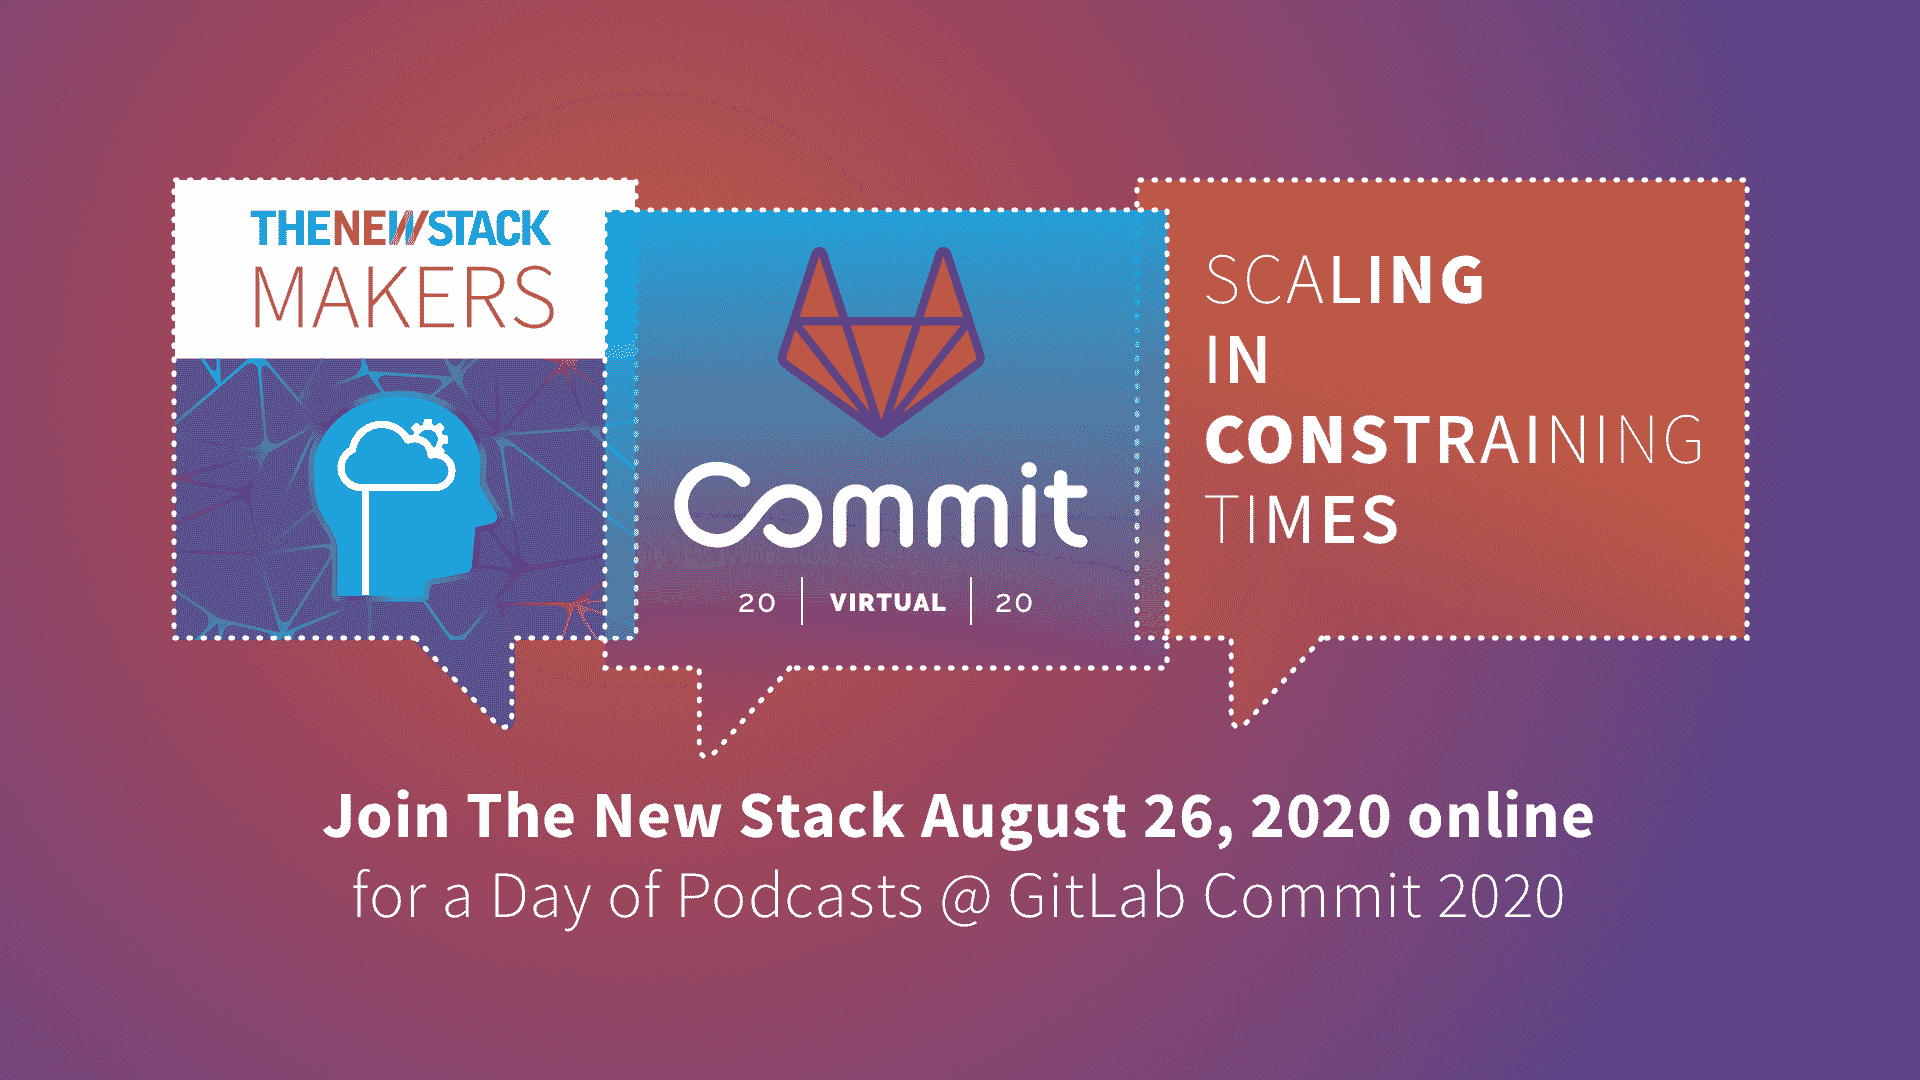 THENEWSTACK
MAKERS
Commit
20 | VIRTUAL | 20
SCALING
IN
CONSTRAINING
TIMES
Join The New Stack August 26, 2020 online
for a Day of Podcasts @ GitLab Commit 2020